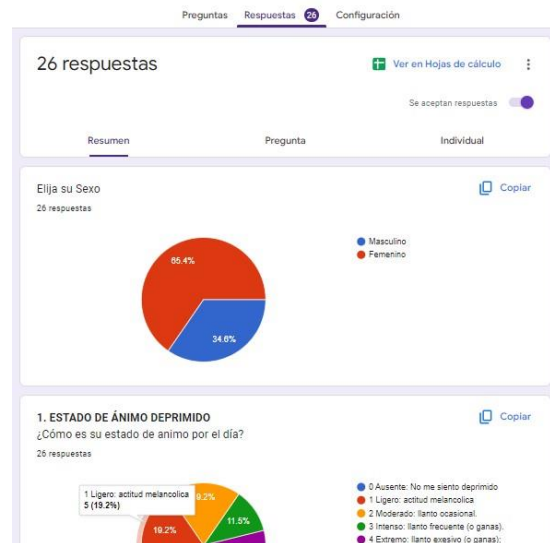 Preguntas Respuestas 26 Configuración
26 respuestas
Ver en Hojas de cálculo
Se aceptan respuestas
Resumen Pregunta Individual
Elija su Sexo
Copiar
26 respuestas
Masculino
Femenino
65.4%
34.6%
1. ESTADO DE ÁNIMO DEPRIMIDO
Copiar
¿Cómo es su estado de animo por el día?
26 respuestas
0 Ausente: No me siento deprimido
1 Ligero: actitud melancolica
2 Moderado: llanto ocasional.
3 Intenso: llanto frecuente (o ganas).
4 Extremo: llanto exesivo (o ganas);
1 Ligero: actitud melancolica
5 (19.2%)
9.2%
11.5%
19.2%